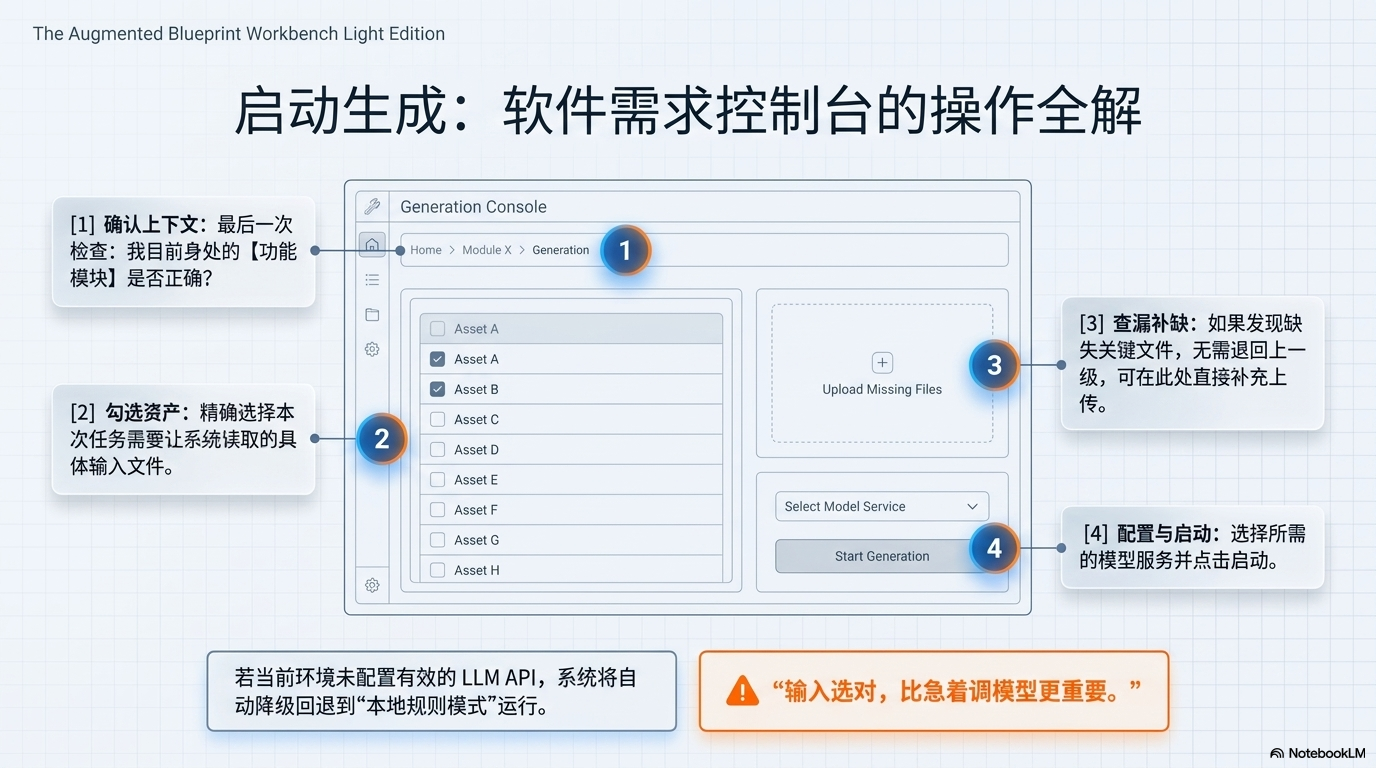 The Augmented Blueprint Workbench Light Edition
启动生成：软件需求控制台的操作全解
[1] 确认上下文：最后一次
检查：我目前身处的【功能
模块】是否正确？
[2] 勾选资产：精确选择本
次任务需要让系统读取的具
体输入文件。
Generation Console
Home > Module X > Generation
1
2
Asset A
Asset A
Asset B
Asset C
Asset D
Asset E
Asset F
Asset G
Asset H
Upload Missing Files
3
Select Model Service
Start Generation
4
[3] 查漏补缺：如果发现缺
失关键文件，无需退回上一
级，可在此处直接补充上
传。
[4] 配置与启动：选择所需
的模型服务并点击启动。
若当前环境未配置有效的 LLM API，系统将自
动降级回退到“本地规则模式”运行。
“输入选对，比急着调模型更重要。”
NotebookLM